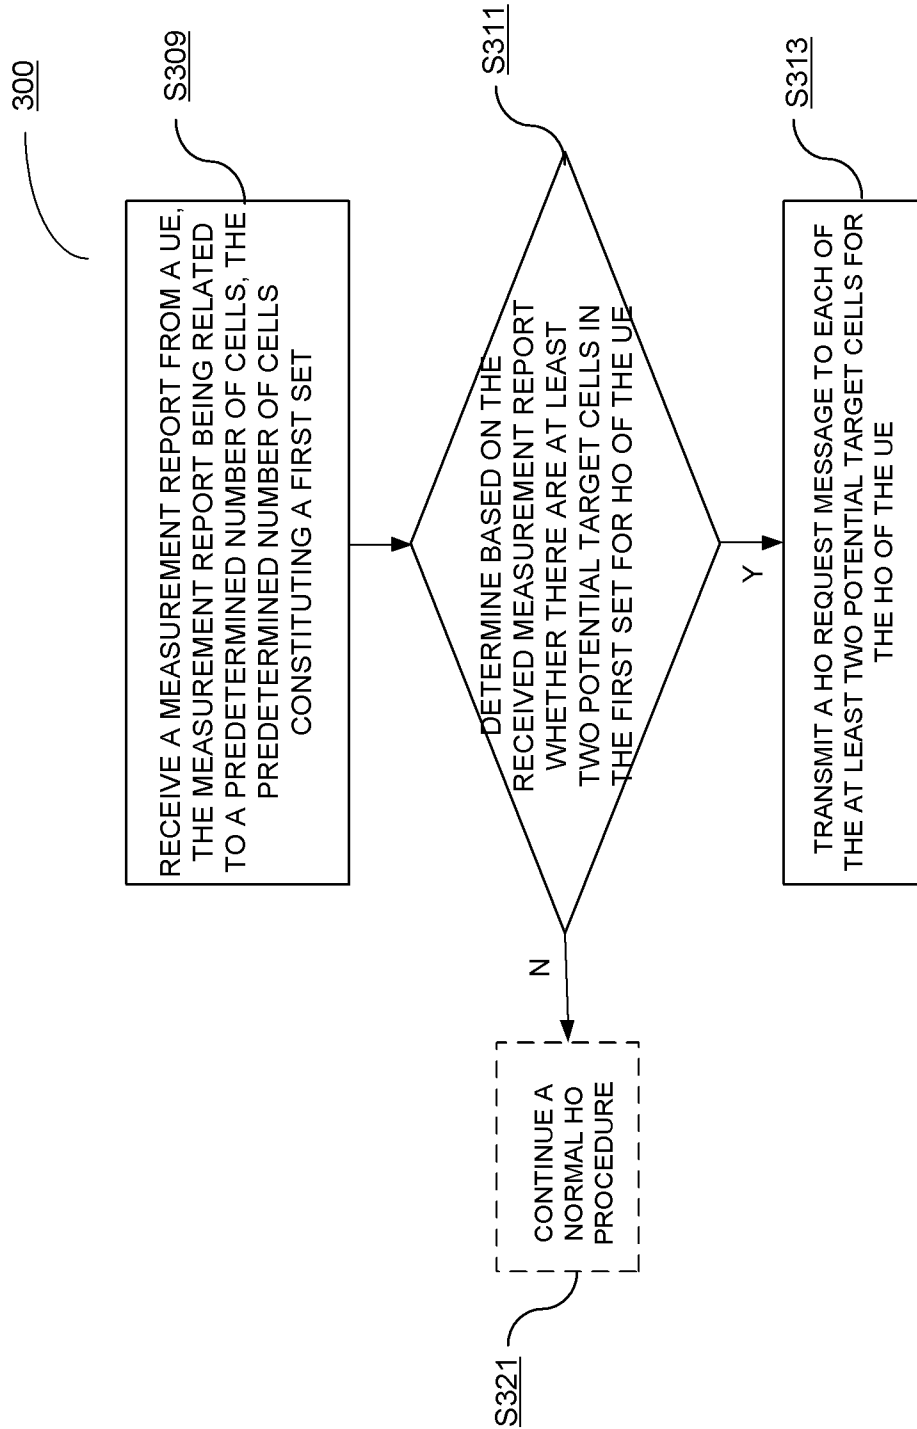 300
S309
RECEIVE A MEASUREMENT REPORT FROM A UE,
THE MEASUREMENT REPORT BEING RELATED
TO A PREDETERMINED NUMBER OF CELLS, THE
PREDETERMINED NUMBER OF CELLS
CONSTITUTING A FIRST SET
S311
DETERMINE BASED ON THE
RECEIVED MEASUREMENT REPORT
WHETHER THERE ARE AT LEAST
TWO POTENTIAL TARGET CELLS IN
THE FIRST SET FOR HO OF THE UE
N
CONTINUE A
NORMAL HO
PROCEDURE
S321
Y
S313
TRANSMIT A HO REQUEST MESSAGE TO EACH OF
THE AT LEAST TWO POTENTIAL TARGET CELLS FOR
THE HO OF THE UE